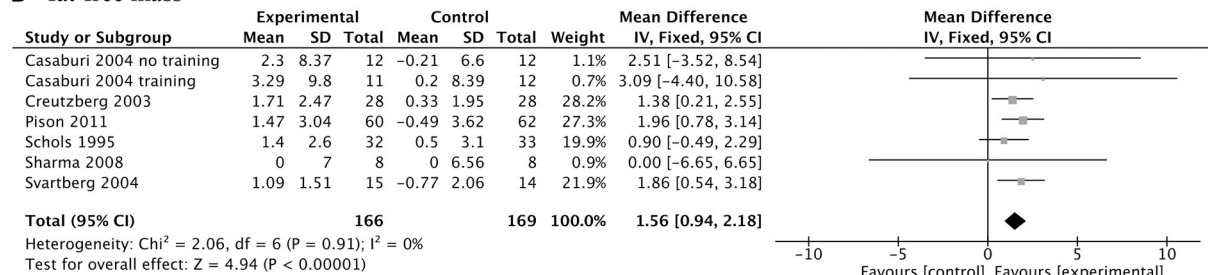 Experimental Control Mean Difference Mean Difference
Study or Subgroup Mean SD Total Mean SD Total Weight IV, Fixed, 95% CI IV, Fixed, 95% CI
Casaburi 2004 no training 2.3 8.37 12 −0.21 6.6 12 1.1% 2.51 [−3.52, 8.54]
Casaburi 2004 training 3.29 9.8 11 0.2 8.39 12 0.7% 3.09 [−4.40, 10.58]
Creutzberg 2003 1.71 2.47 28 0.33 1.95 28 28.2% 1.38 [0.21, 2.55]
Pison 2011 1.47 3.04 60 −0.49 3.62 62 27.3% 1.96 [0.78, 3.14]
Schols 1995 1.4 2.6 32 0.5 3.1 33 19.9% 0.90 [−0.49, 2.29]
Sharma 2008 0 7 8 0 6.56 8 0.9% 0.00 [−6.65, 6.65]
Svartberg 2004 1.09 1.51 15 −0.77 2.06 14 21.9% 1.86 [0.54, 3.18]
Total (95% CI) 166 169 100.0% 1.56 [0.94, 2.18]
Heterogeneity: Chi² = 2.06, df = 6 (P = 0.91); I² = 0%
Test for overall effect: Z = 4.94 (P < 0.00001)
−10 −5 0 5 10
Favours [control] Favours [experimental]